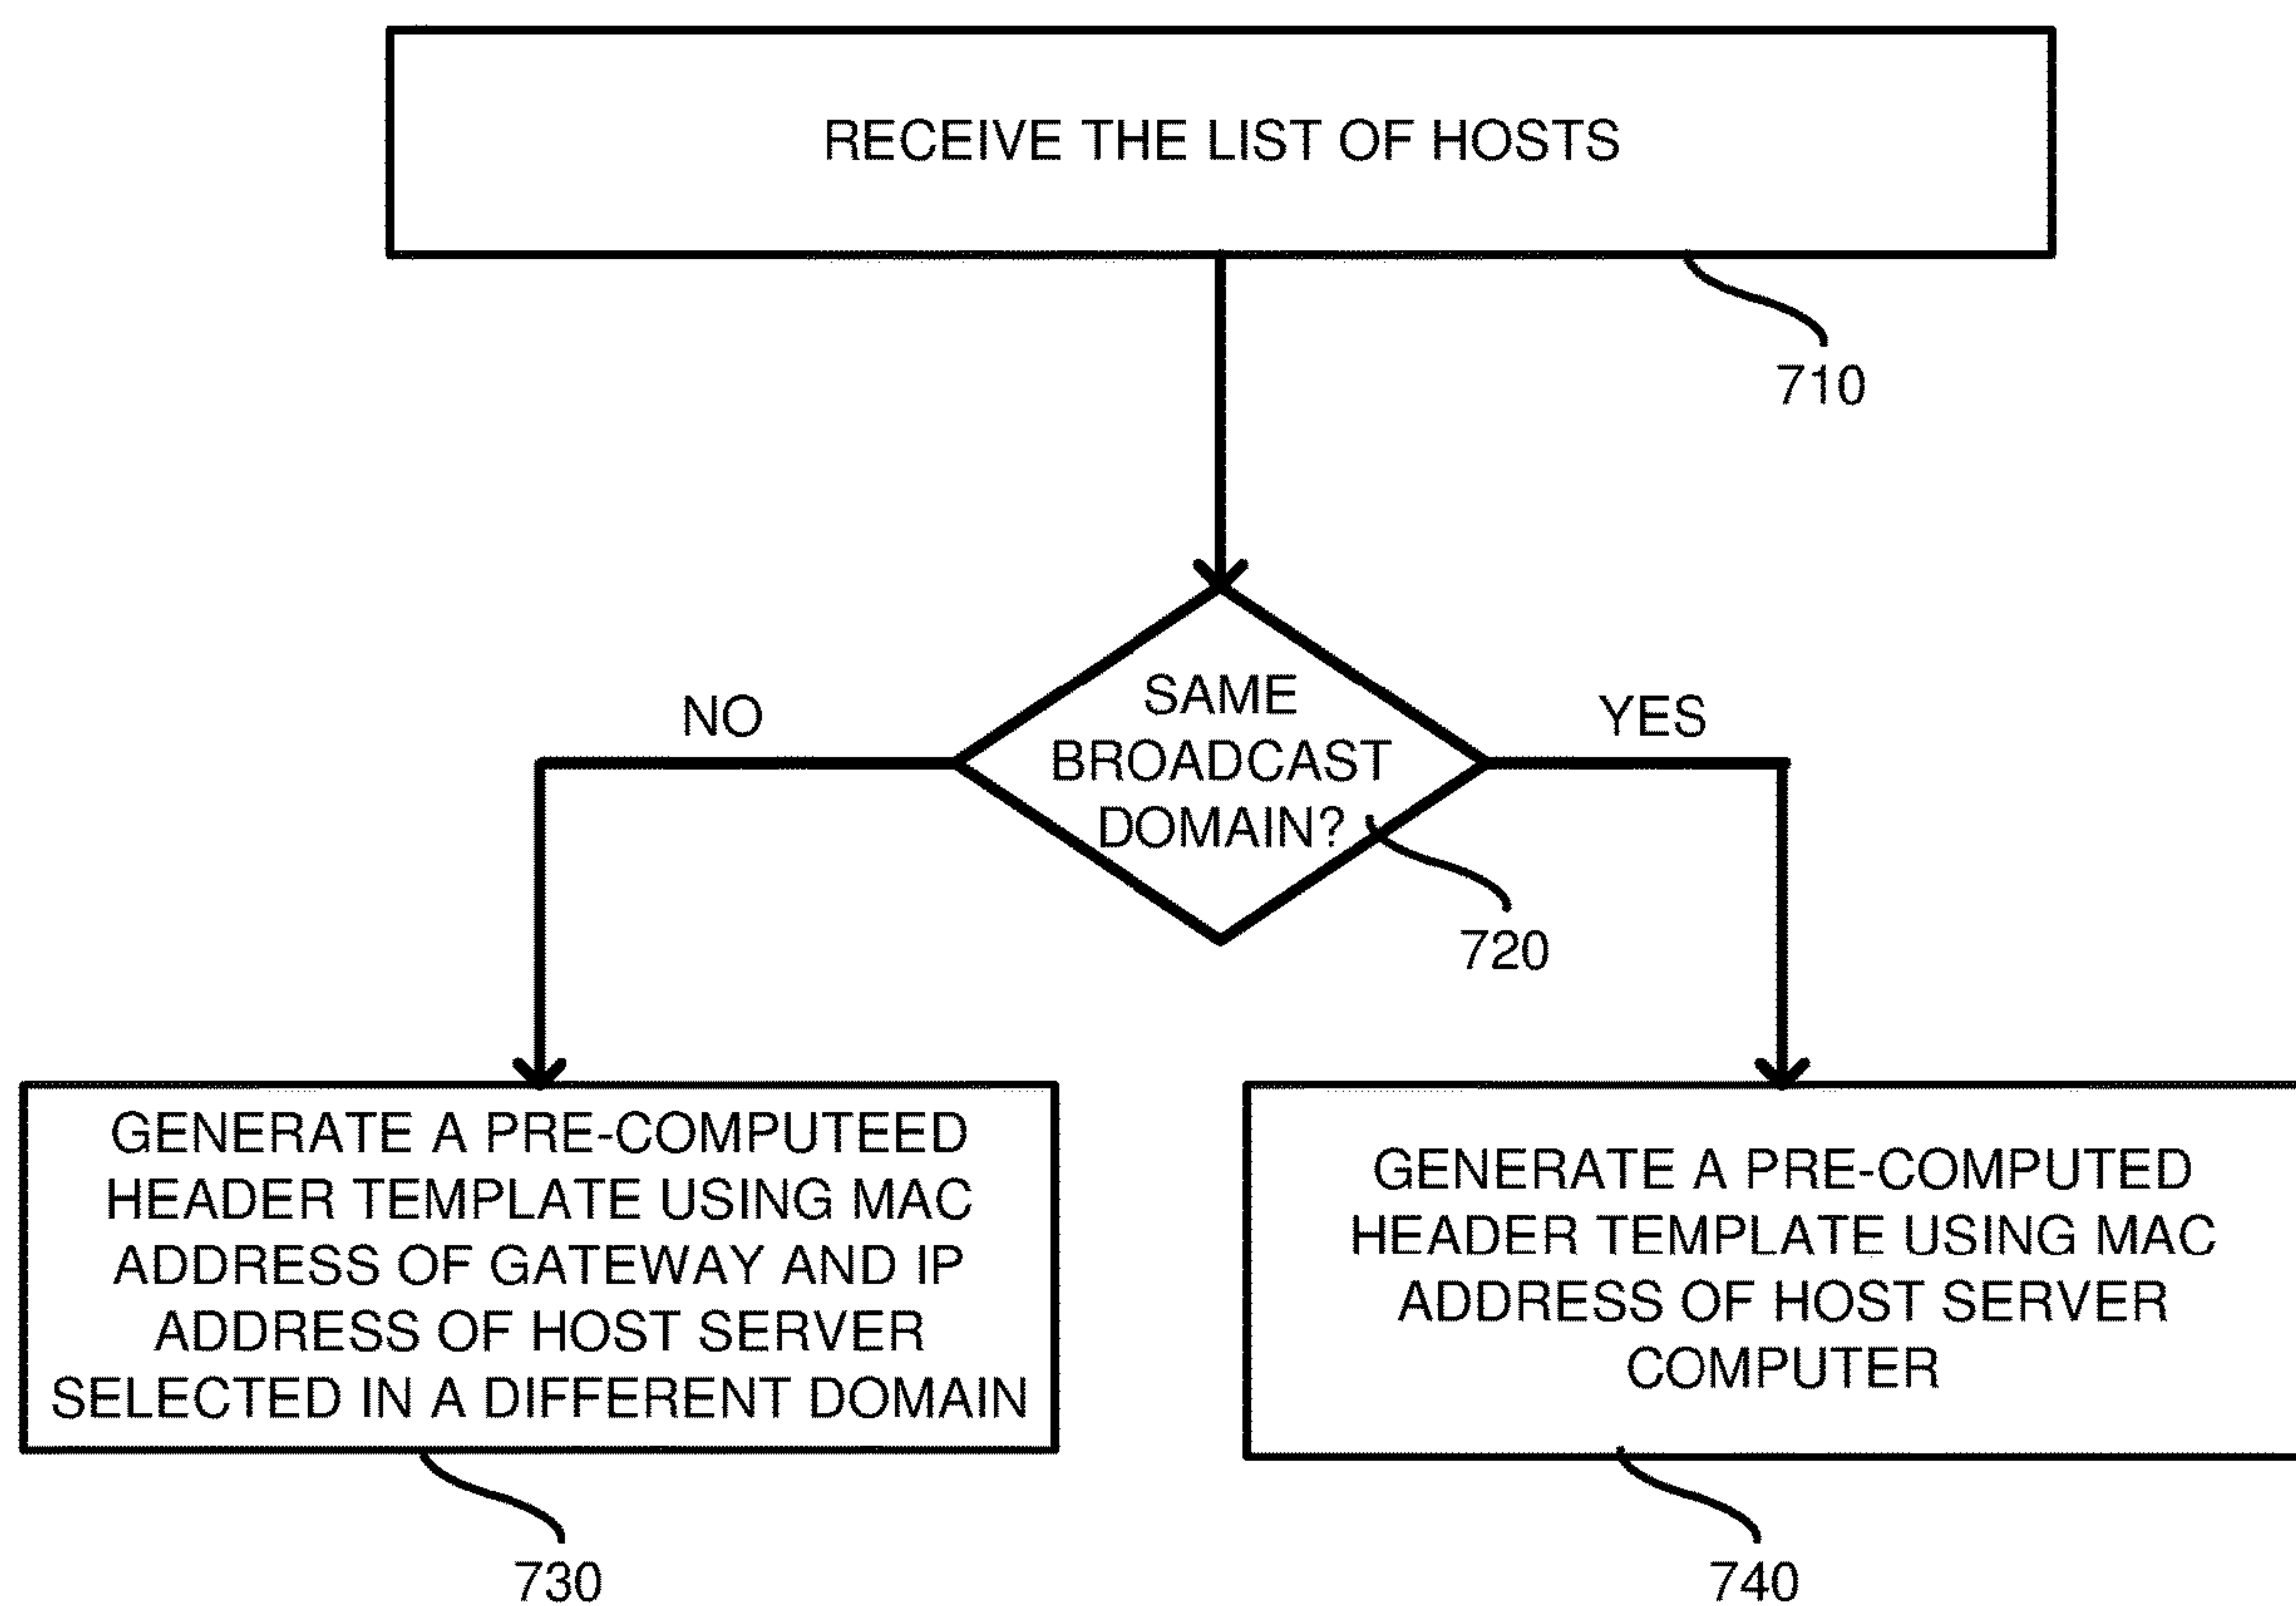 RECEIVE THE LIST OF HOSTS
710
SAME
BROADCAST
DOMAIN?
NO
YES
720
GENERATE A PRE-COMPUTEED
HEADER TEMPLATE USING MAC
ADDRESS OF GATEWAY AND IP
ADDRESS OF HOST SERVER
SELECTED IN A DIFFERENT DOMAIN
730
GENERATE A PRE-COMPUTED
HEADER TEMPLATE USING MAC
ADDRESS OF HOST SERVER
COMPUTER
740